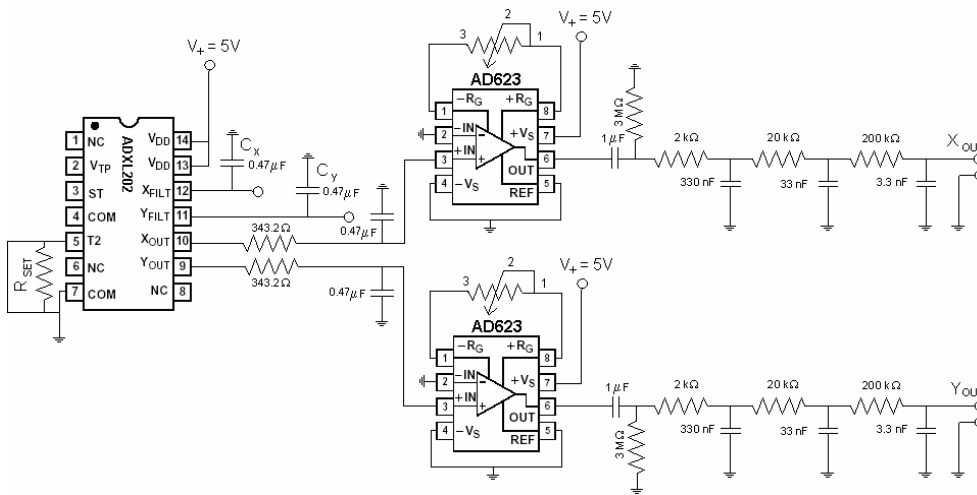 V+ = 5V
ADXL202
1 NC
2 VTP
3 ST
4 COM
5 T2
6 NC
7 COM
VDD 14
VDD 13
XFILT 12
YFILT 11
XOUT 10
YOUT 9
NC 8
RSET
Cx
0.47µF
Cy
0.47µF
0.47µF
343.2Ω
343.2Ω
0.47µF
3 2 1
V+ = 5V
AD623
1 −RG
2 −IN
3 +IN
4 −VS
+RG 8
+VS 7
OUT 6
REF 5
1µF
3 MΩ
2 kΩ
20 kΩ
200 kΩ
330 nF
33 nF
3.3 nF
XOU
3 2 1
V+ = 5V
AD623
1 −RG
2 −IN
3 +IN
4 −VS
+RG 8
+VS 7
OUT 6
REF 5
1µF
3 MΩ
2 kΩ
20 kΩ
200 kΩ
330 nF
33 nF
3.3 nF
YOU